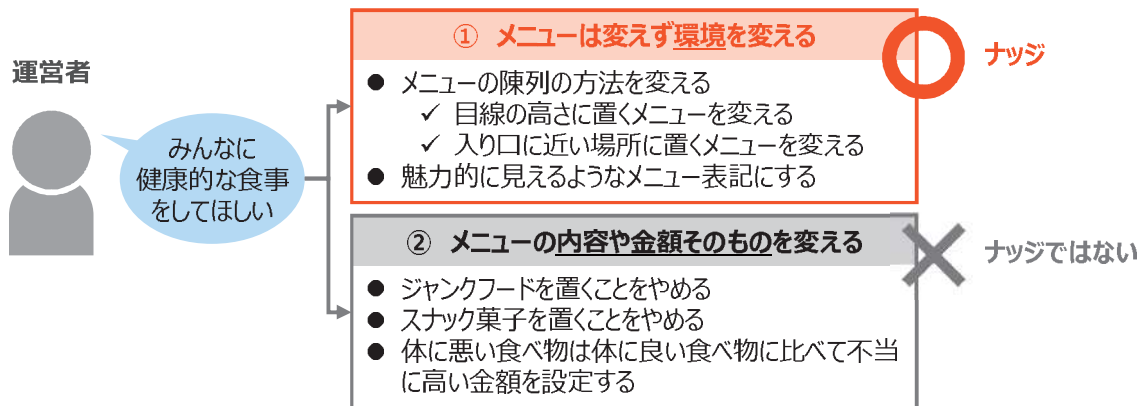 運営者
みんなに
健康的な食事
をしてほしい
① メニューは変えず環境を変える
● メニューの陳列の方法を変える
✓ 目線の高さに置くメニューを変える
✓ 入り口に近い場所に置くメニューを変える
● 魅力的に見えるようなメニュー表記にする
ナッジ
② メニューの内容や金額そのものを変える
● ジャンクフードを置くことをやめる
● スナック菓子を置くことをやめる
● 体に悪い食べ物は体に良い食べ物に比べて不当
に高い金額を設定する
ナッジではない